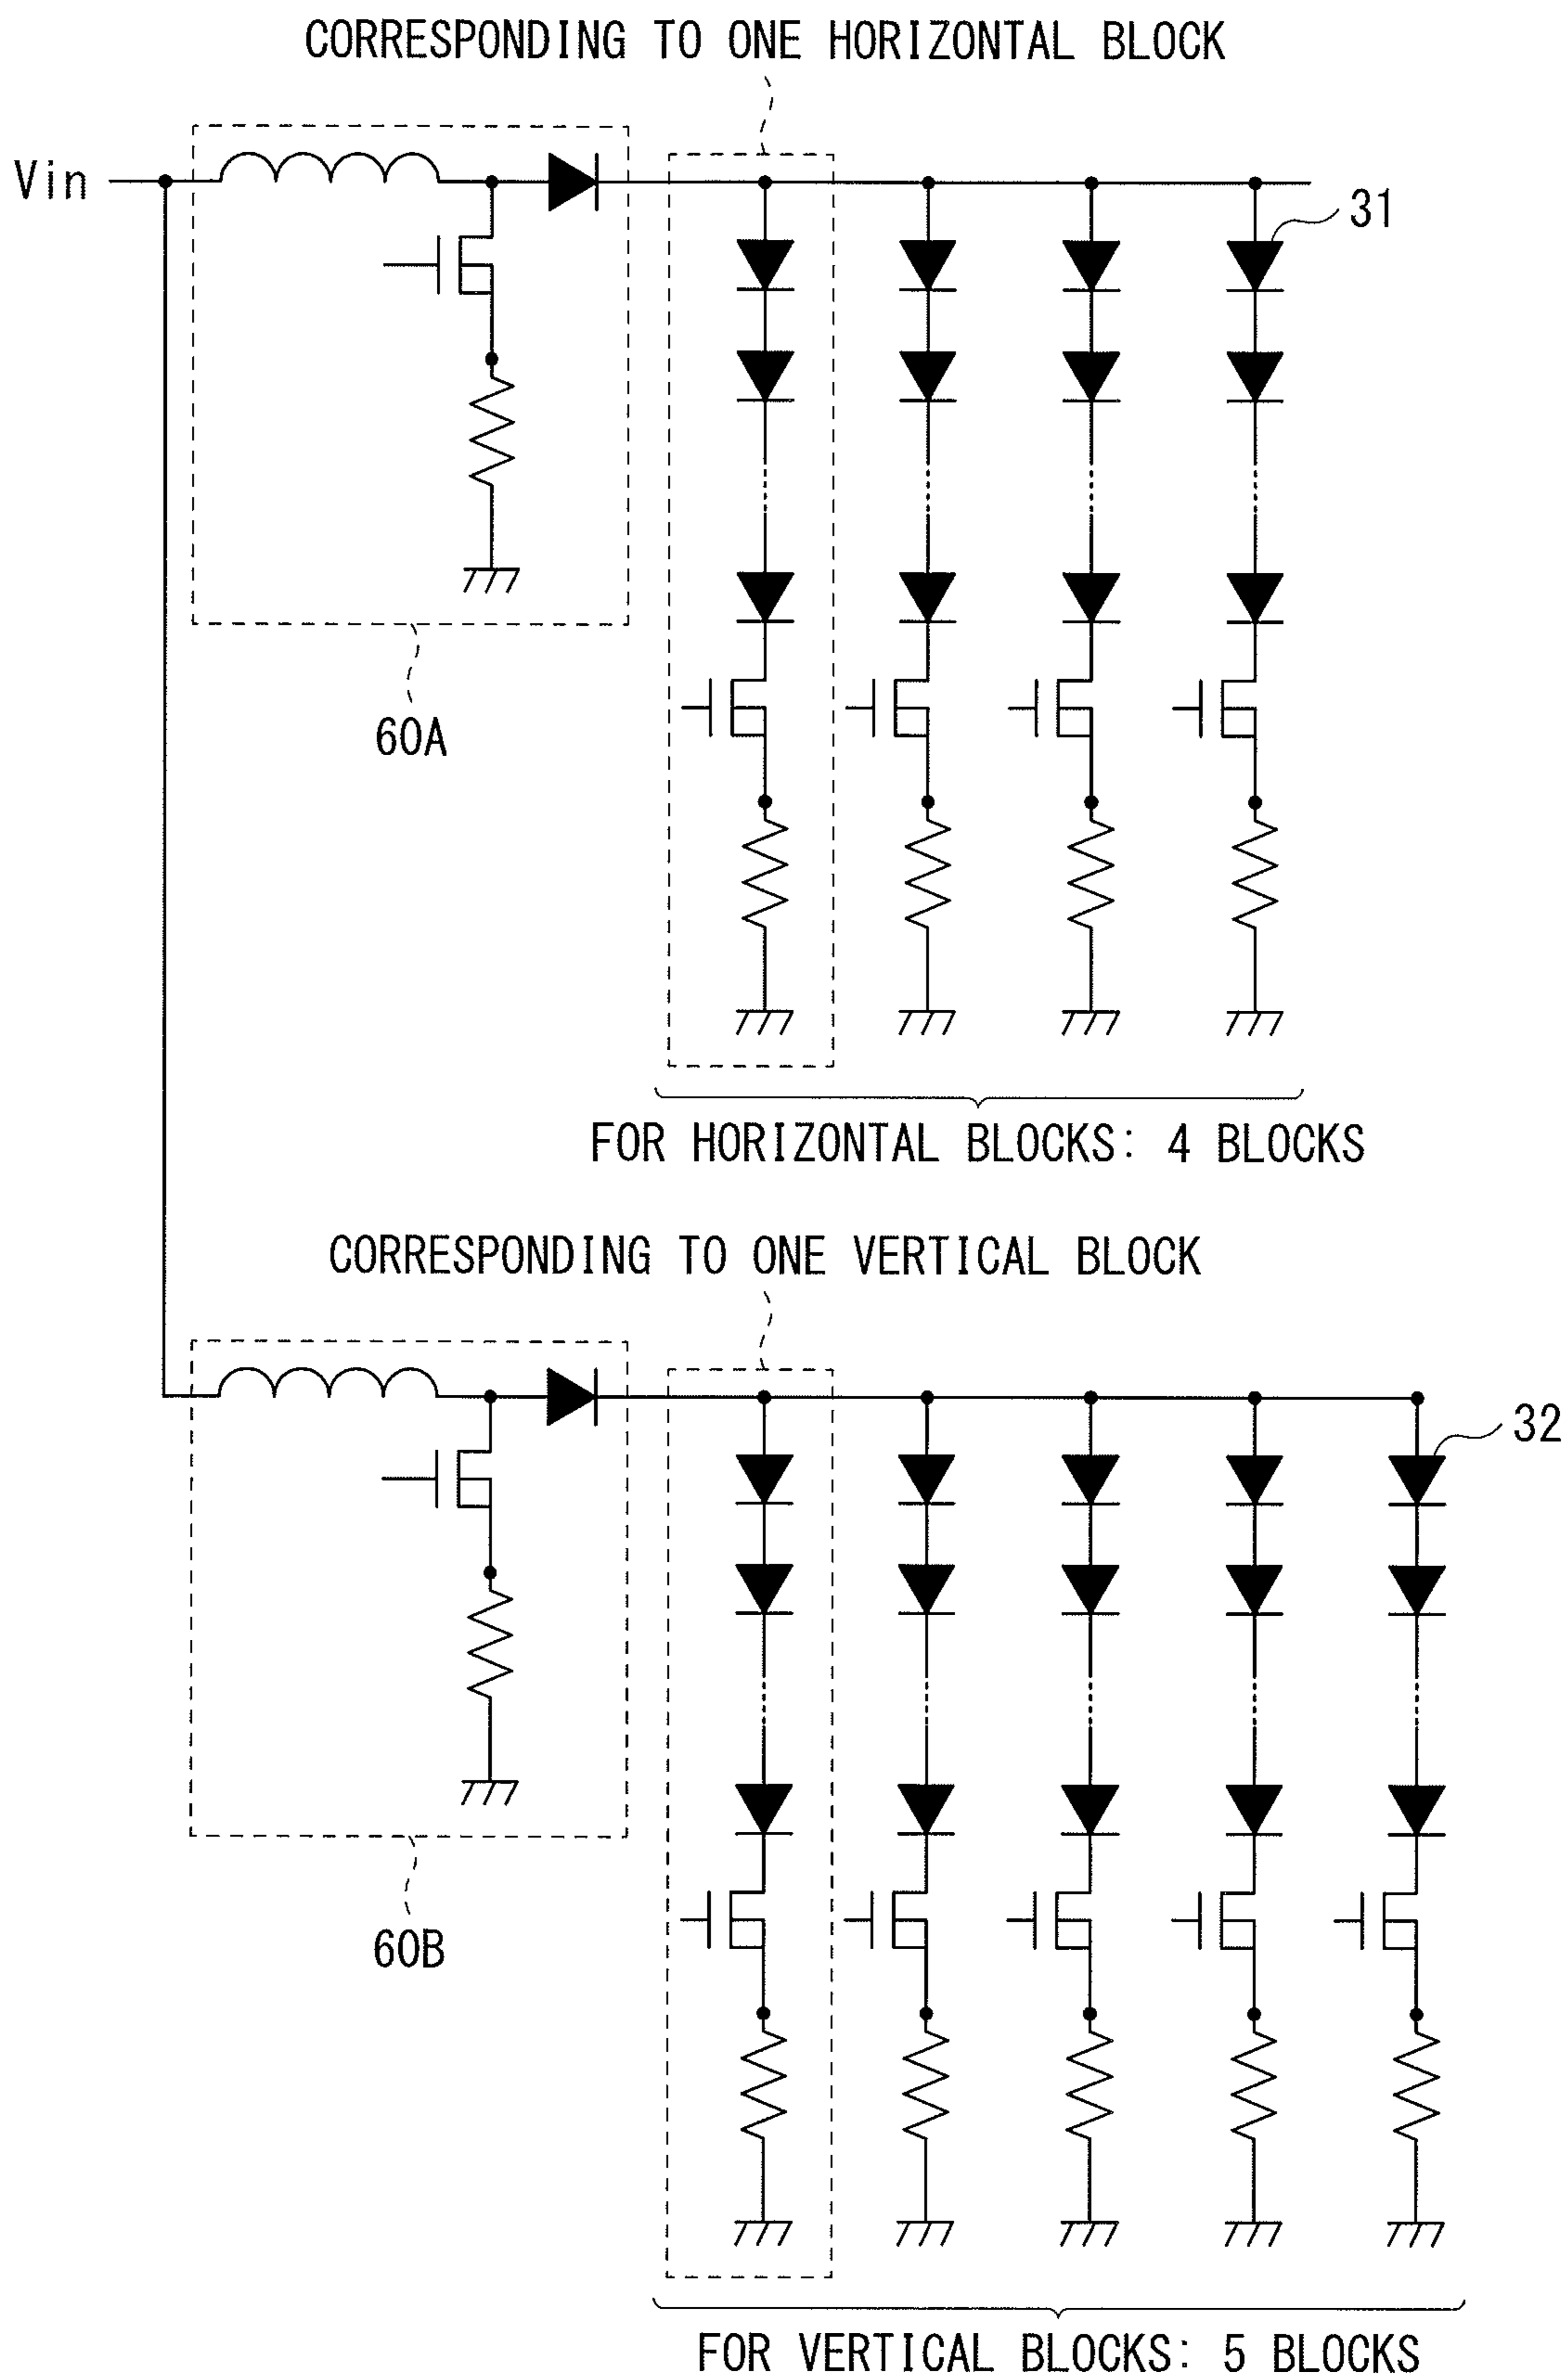 CORRESPONDING TO ONE HORIZONTAL BLOCK
Vin
31
60A
FOR HORIZONTAL BLOCKS: 4 BLOCKS
CORRESPONDING TO ONE VERTICAL BLOCK
32
60B
FOR VERTICAL BLOCKS: 5 BLOCKS